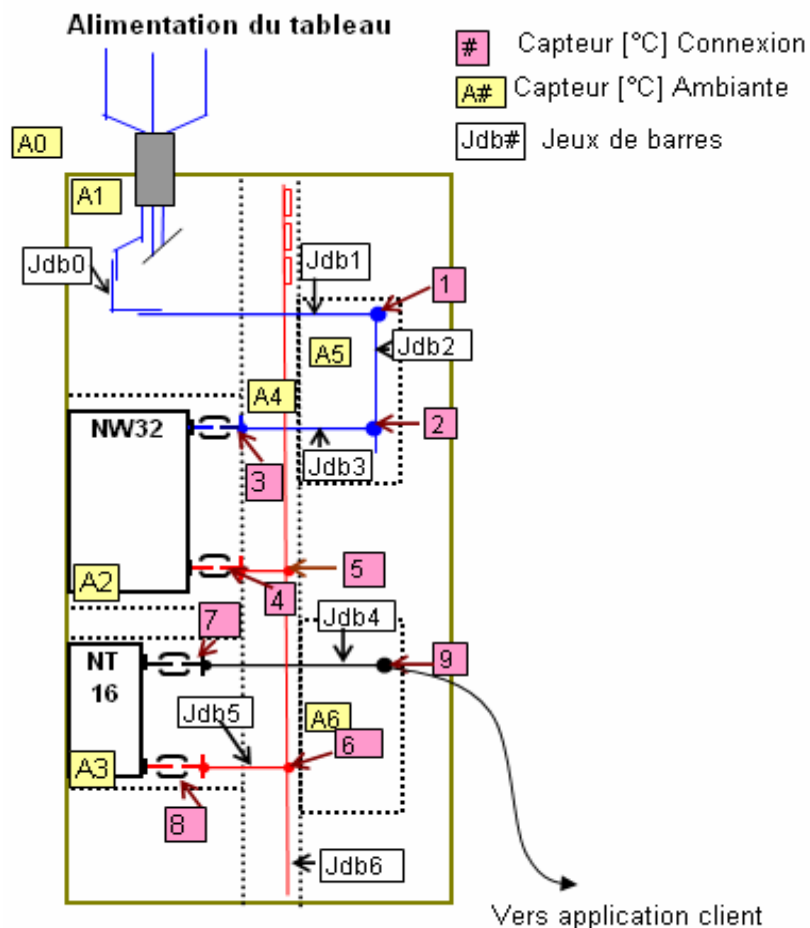 Alimentation du tableau
# Capteur [°C] Connexion
A# Capteur [°C] Ambiante
Jdb# Jeux de barres
A0
A1
Jdb0
Jdb1
1
A5
Jdb2
A4
NW32
2
3
Jdb3
A2
4
5
7
Jdb4
NT
16
9
Jdb5
A6
6
A3
8
Jdb6
Vers application client